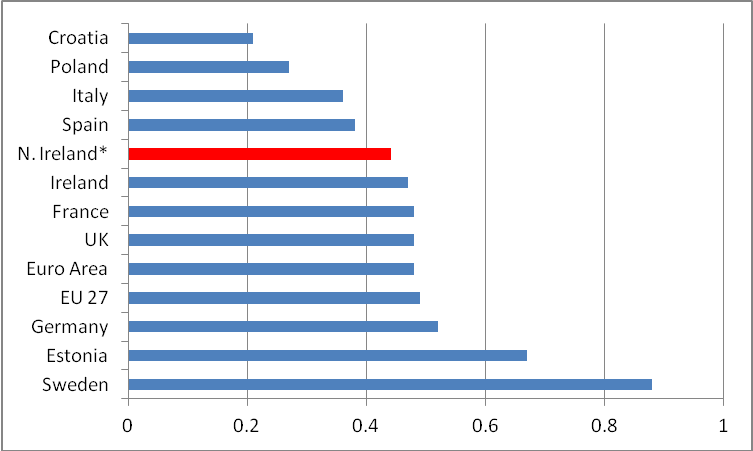 Croatia
Poland
Italy
Spain
N. Ireland*
Ireland
France
UK
Euro Area
EU 27
Germany
Estonia
Sweden
0 0.2 0.4 0.6 0.8 1